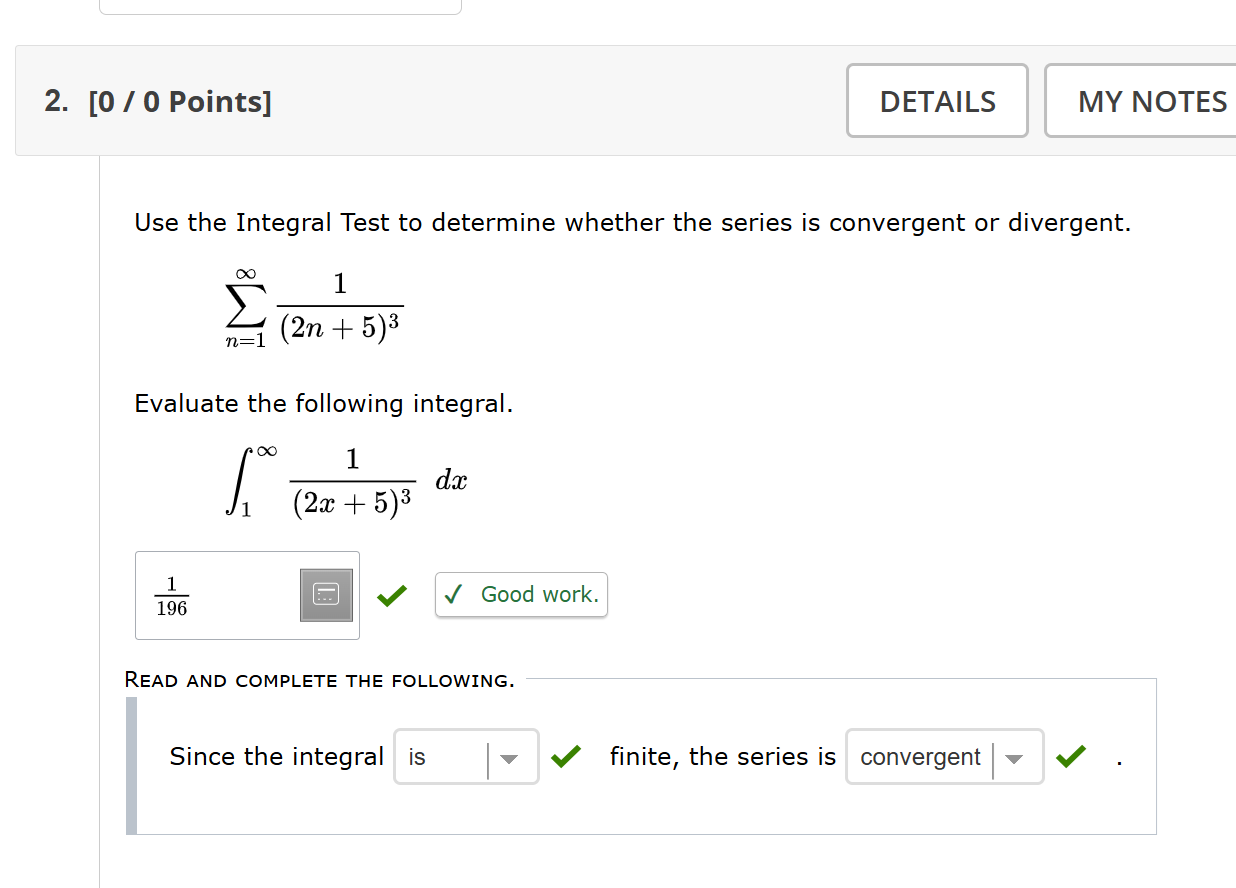 2. [0 / 0 Points] DETAILS MY NOTES
Use the Integral Test to determine whether the series is convergent or divergent.
∞
∑ 1/(2n + 5)³
n=1
Evaluate the following integral.
∫₁^∞ 1/(2x + 5)³ dx
1/196 ✓ Good work.
READ AND COMPLETE THE FOLLOWING.
Since the integral is finite, the series is convergent .